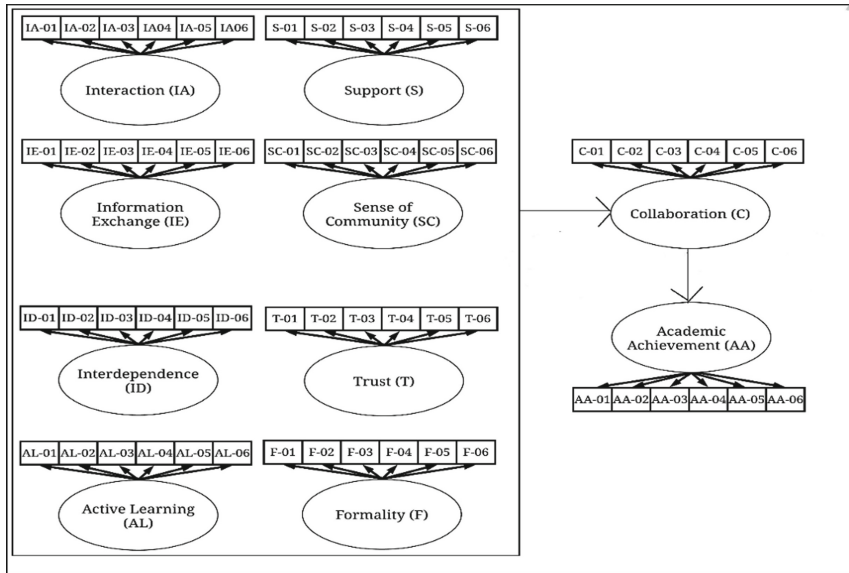 IA-01 IA-02 IA-03 IA04 IA-05 IA06
Interaction (IA)
S-01 S-02 S-03 S-04 S-05 S-06
Support (S)
IE-01 IE-02 IE-03 IE-04 IE-05 IE-06
Information
Exchange (IE)
SC-01 SC-02 SC-03 SC-04 SC-05 SC-06
Sense of
Community (SC)
C-01 C-02 C-03 C-04 C-05 C-06
Collaboration (C)
ID-01 ID-02 ID-03 ID-04 ID-05 ID-06
Interdependence
(ID)
T-01 T-02 T-03 T-04 T-05 T-06
Trust (T)
Academic
Achievement (AA)
AA-01 AA-02 AA-03 AA-04 AA-05 AA-06
AL-01 AL-02 AL-03 AL-04 AL-05 AL-06
Active Learning
(AL)
F-01 F-02 F-03 F-04 F-05 F-06
Formality (F)